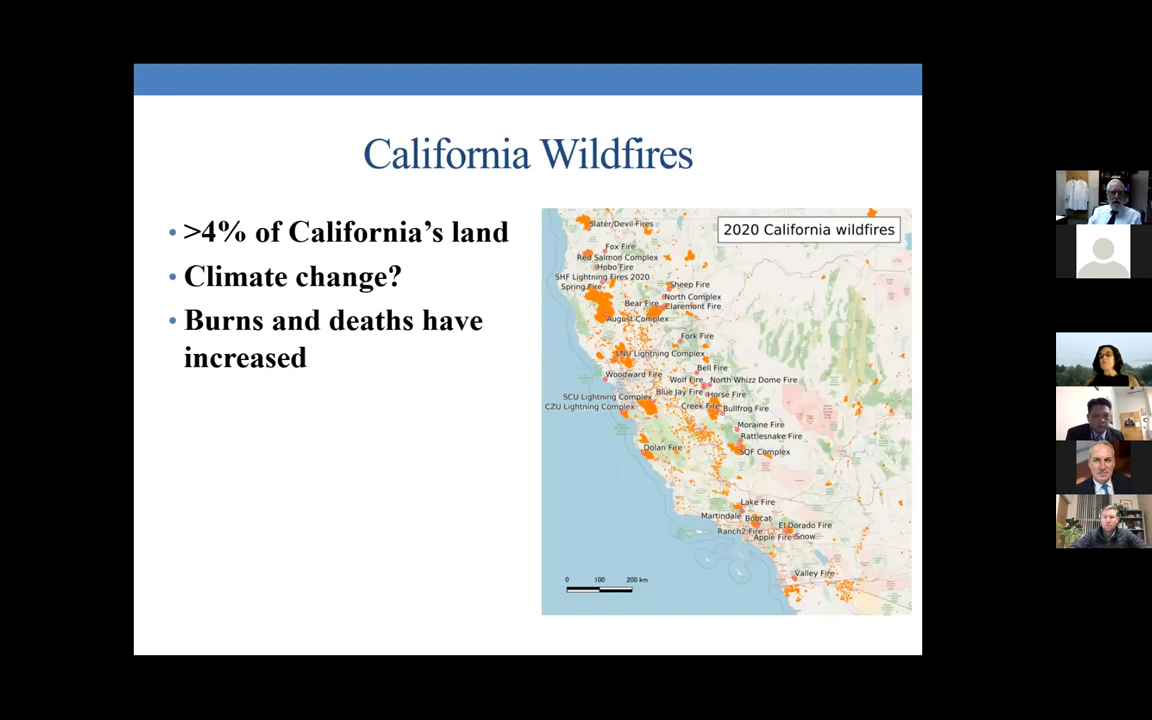 California Wildfires
• >4% of California’s land
• Climate change?
• Burns and deaths have
increased
2020 California wildfires
Slater/Devil Fires
Fox Fire
Red Salmon Complex
Hobo Fire
SHF Lightning Fires 2020
Spring Fire
Sheep Fire
North Complex
Bear Fire
Claremont Fire
August Complex
Fork Fire
LNU Lightning Complex
Bell Fire
Woodward Fire
Wolf Fire
North Whizz Dome Fire
Blue Jay Fire
Horse Fire
SCU Lightning Complex
CZU Lightning Complex
Creek Fire
Bullfrog Fire
Moraine Fire
Rattlesnake Fire
Dolan Fire
SQF Complex
Lake Fire
Martindale
Bobcat
El Dorado Fire
Ranch2 Fire
Apple Fire
Snow
Valley Fire
0 100 200 km